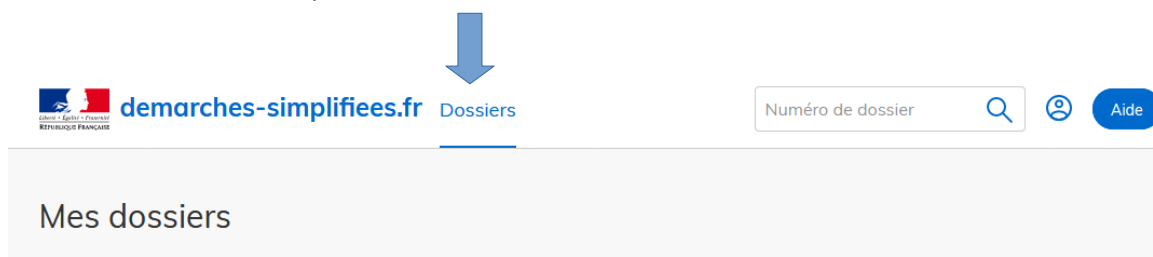 demarches-simplifiees.fr Dossiers Numéro de dossier Aide
Liberté • Égalité • Fraternité
RÉPUBLIQUE FRANÇAISE
Mes dossiers